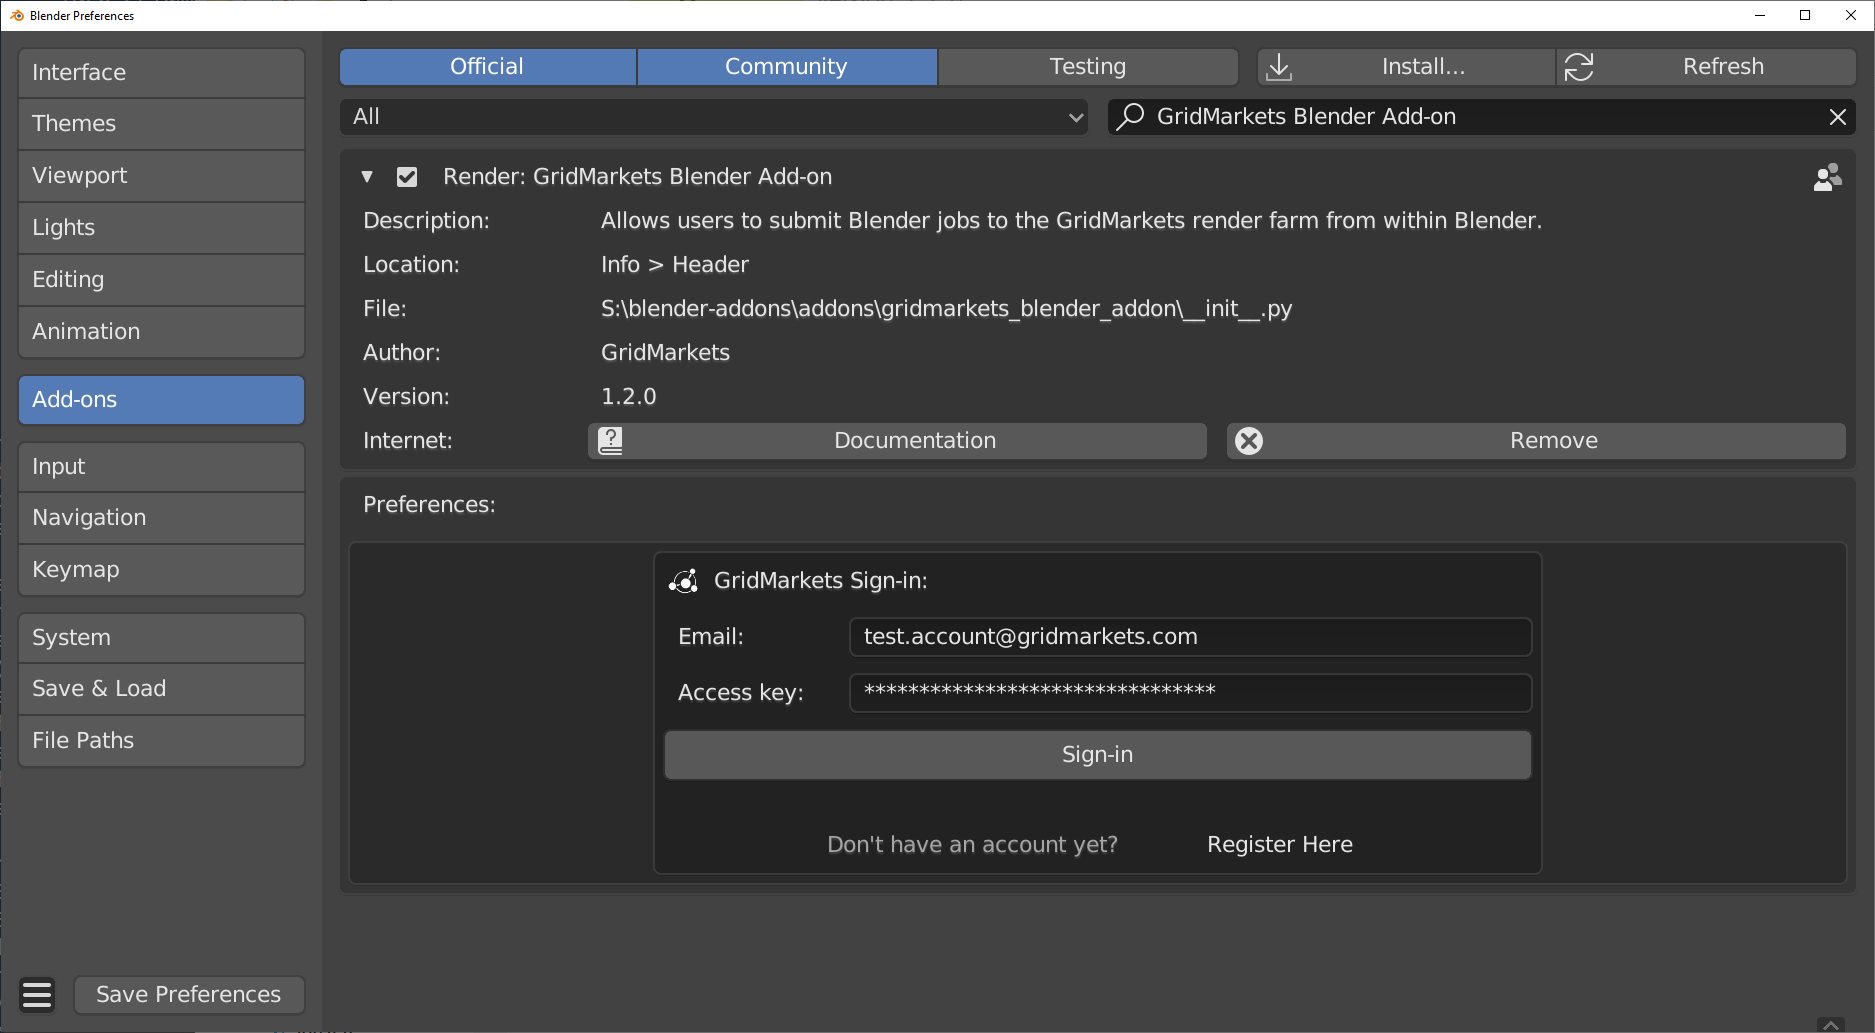 Blender Preferences
Interface
Themes
Viewport
Lights
Editing
Animation
Add-ons
Input
Navigation
Keymap
System
Save & Load
File Paths
Save Preferences
Official Community Testing Install... Refresh
All GridMarkets Blender Add-on
Render: GridMarkets Blender Add-on
Description: Allows users to submit Blender jobs to the GridMarkets render farm from within Blender.
Location: Info > Header
File: S:\blender-addons\addons\gridmarkets_blender_addon\__init__.py
Author: GridMarkets
Version: 1.2.0
Internet: Documentation Remove
Preferences:
GridMarkets Sign-in:
Email: test.account@gridmarkets.com
Access key: ********************************
Sign-in
Don't have an account yet? Register Here